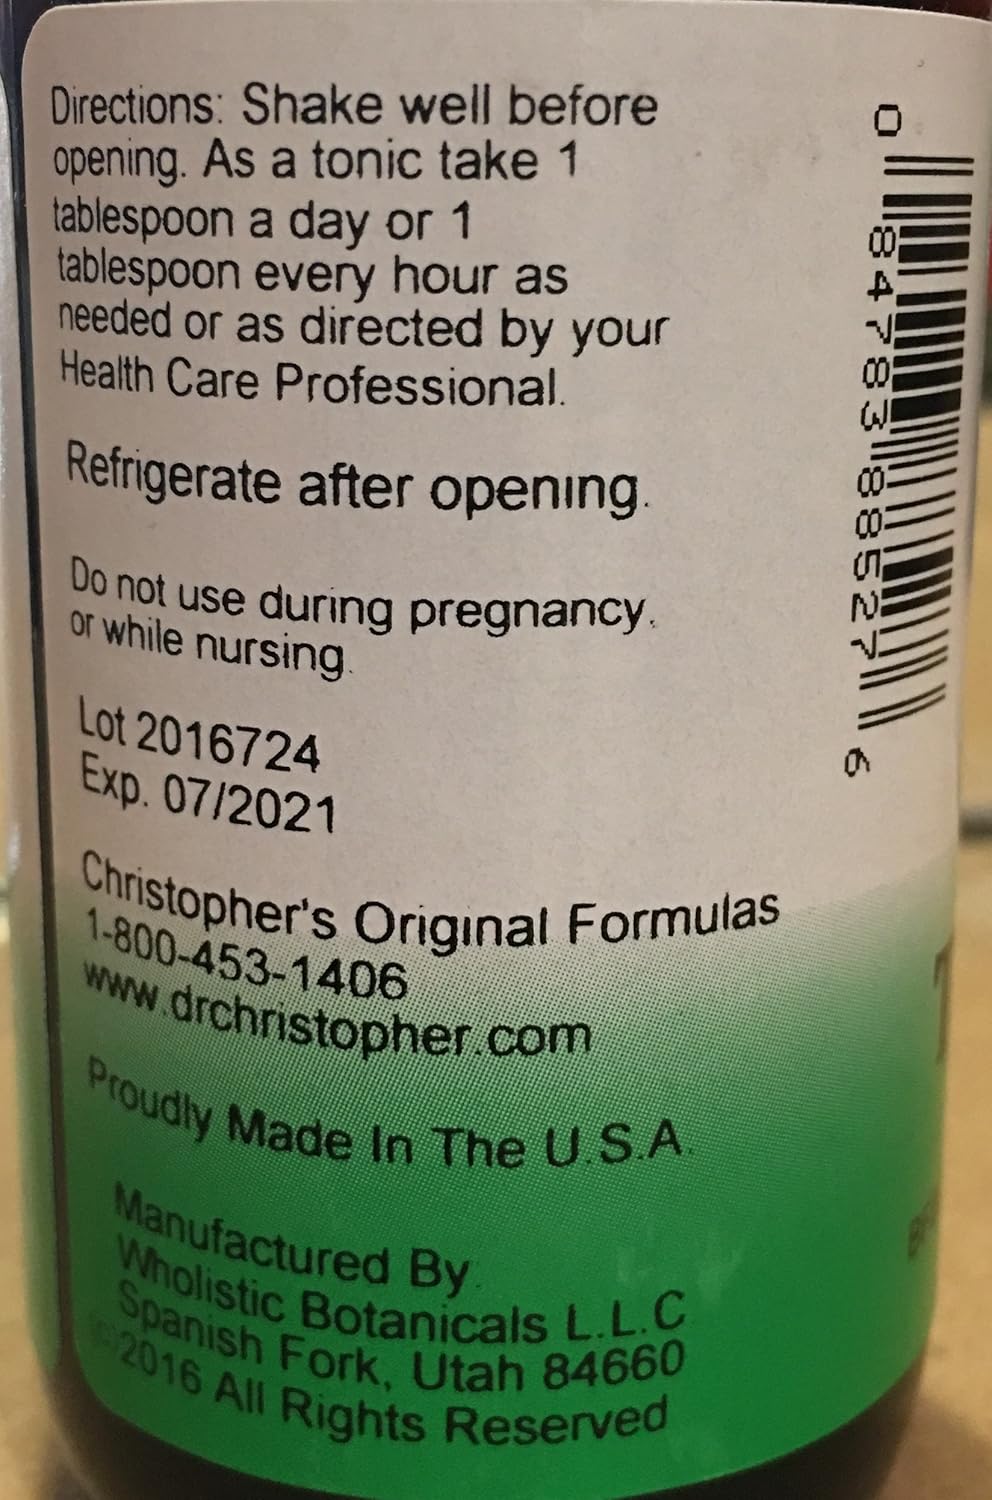 Directions: Shake well before
opening. As a tonic take 1
tablespoon a day or 1
tablespoon every hour as
needed or as directed by your
Health Care Professional.
Refrigerate after opening.
Do not use during pregnancy.
or while nursing.
Lot 2016724
Exp. 07/2021
Christopher's Original Formulas
1-800-453-1406
www.drchristopher.com
Proudly Made In The U.S.A.
Manufactured By
Wholistic Botanicals L.L.C
Spanish Fork, Utah 84660
©2016 All Rights Reserved
0 84783 88527 6